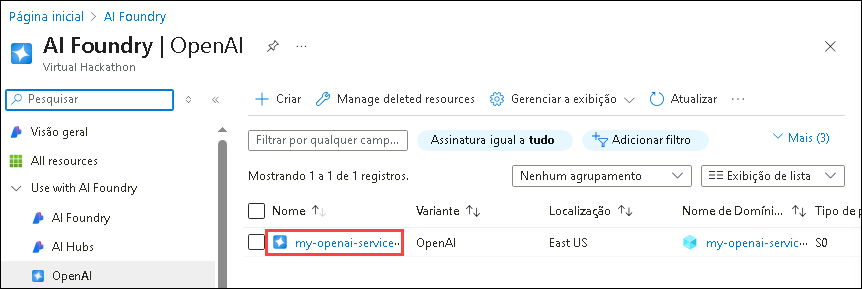 Página inicial > AI Foundry
AI Foundry | OpenAI
Virtual Hackathon
Pesquisar
Criar Manage deleted resources Gerenciar a exibição Atualizar
Visão geral
All resources
Use with AI Foundry
AI Foundry
AI Hubs
OpenAI
Filtrar por qualquer camp... Assinatura igual a tudo Adicionar filtro Mais (3)
Mostrando 1 a 1 de 1 registros. Nenhum agrupamento Exibição de lista
Nome Variante Localização Nome de Domíni... Tipo de p
my-openai-service... OpenAI East US my-openai-servic... S0